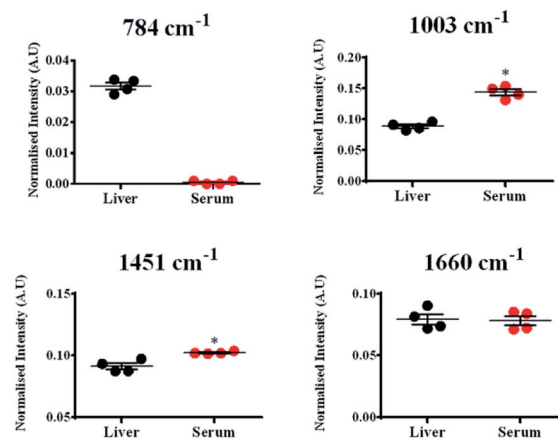 784 cm-1
Normalised Intensity (A.U)
0.04
0.03
0.02
0.01
0.00
Liver Serum
1003 cm-1
Normalised Intensity (A.U)
0.20
0.15
0.10
0.05
0.00
*
Liver Serum
1451 cm-1
Normalised Intensity (A.U)
0.15
0.10
0.05
*
Liver Serum
1660 cm-1
Normalised Intensity (A.U)
0.10
0.05
0.00
Liver Serum